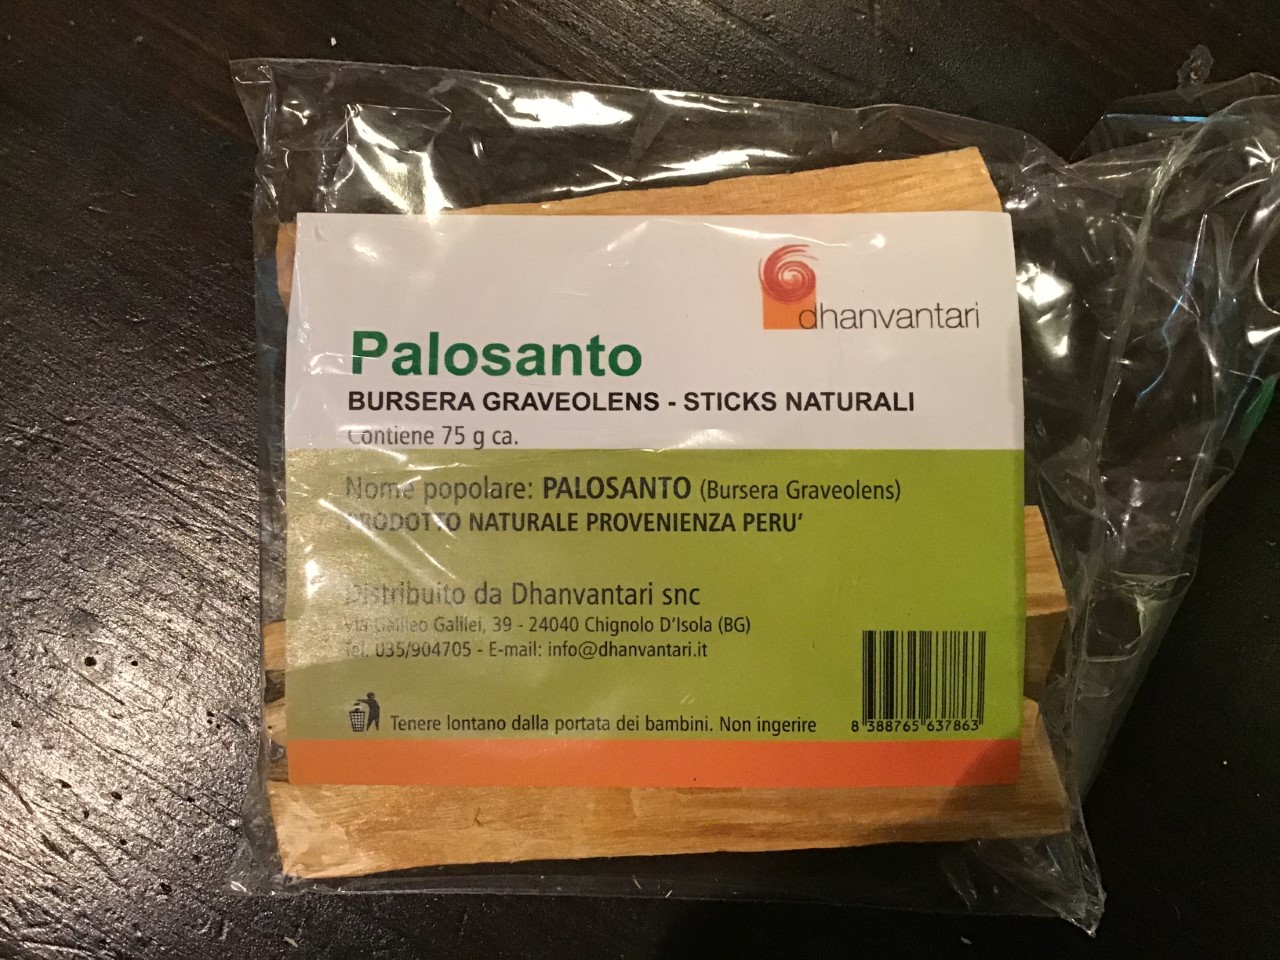 dhanvantari
Palosanto
BURSERA GRAVEOLENS - STICKS NATURALI
Contiene 75 g ca.
Nome popolare: PALOSANTO (Bursera Graveolens)
PRODOTTO NATURALE PROVENIENZA PERU'
Distribuito da Dhanvantari snc
Via Galileo Galilei, 39 - 24040 Chignolo D'Isola (BG)
Tel. 035/904705 - E-mail: info@dhanvantari.it
Tenere lontano dalla portata dei bambini. Non ingerire
8 388765 637863